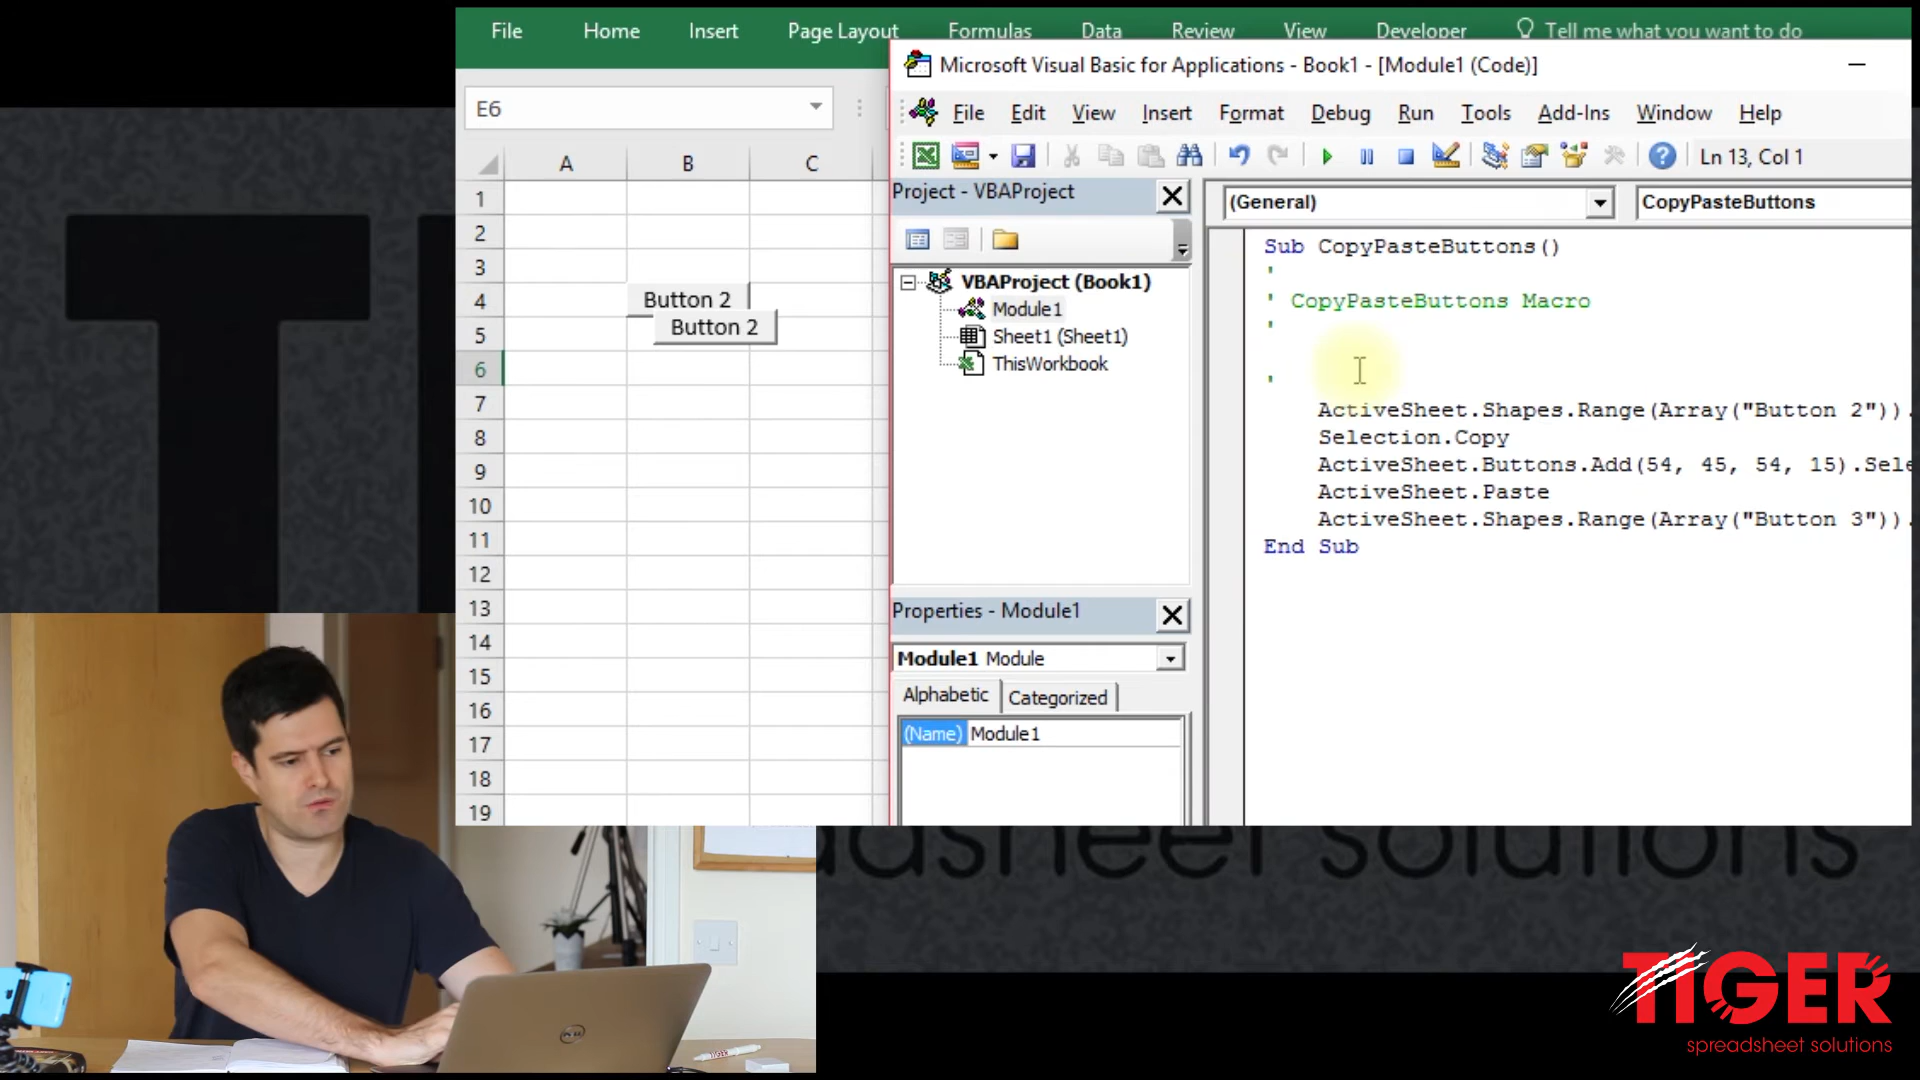 File Home Insert Page Layout Formulas Data Review View Developer Tell me what you want to do
Microsoft Visual Basic for Applications - Book1 - [Module1 (Code)]
E6
File Edit View Insert Format Debug Run Tools Add-Ins Window Help
Ln 13, Col 1
A B C
Project - VBAProject
(General)
CopyPasteButtons
VBAProject (Book1)
Module1
Sheet1 (Sheet1)
ThisWorkbook
1
2
3
4
5
6
7
8
9
10
11
12
13
14
15
16
17
18
19
Button 2
Button 2
Sub CopyPasteButtons()
'
' CopyPasteButtons Macro
'
'
ActiveSheet.Shapes.Range(Array("Button 2")).
Selection.Copy
ActiveSheet.Buttons.Add(54, 45, 54, 15).Sele
ActiveSheet.Paste
ActiveSheet.Shapes.Range(Array("Button 3")).
End Sub
Properties - Module1
Module1 Module
Alphabetic Categorized
(Name) Module1
adsheet solutions
DELL
TIGER
TIGER
spreadsheet solutions